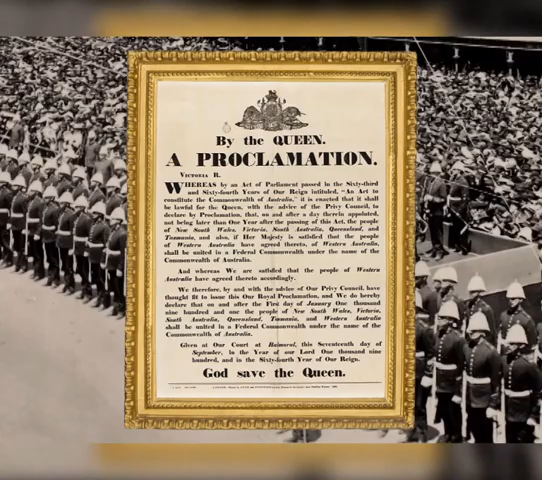 By the QUEEN.
A PROCLAMATION.
VICTORIA R.
WHEREAS by an Act of Parliament passed in the Sixty-third
and Sixty-fourth Years of Our Reign intituled, "An Act to
constitute the Commonwealth of Australia," it is enacted that it shall
be lawful for the Queen, with the advice of the Privy Council, to
declare by Proclamation, that, on and after a day therein appointed,
not being later than One Year after the passing of this Act, the people
of New South Wales, Victoria, South Australia, Queensland, and
Tasmania, and also, if Her Majesty is satisfied that the people
of Western Australia have agreed thereto, of Western Australia,
shall be united in a Federal Commonwealth under the name of the
Commonwealth of Australia.
And whereas We are satisfied that the people of Western
Australia have agreed thereto accordingly.
We therefore, by and with the advice of Our Privy Council, have
thought fit to issue this Our Royal Proclamation, and We do hereby
declare that on and after the First day of January One thousand
nine hundred and one the people of New South Wales, Victoria,
South Australia, Queensland, Tasmania, and Western Australia
shall be united in a Federal Commonwealth under the name of the
Commonwealth of Australia.
Given at Our Court at Balmoral, this Seventeenth day of
September, in the Year of our Lord One thousand nine
hundred, and in the Sixty-fourth Year of Our Reign.
God save the Queen.